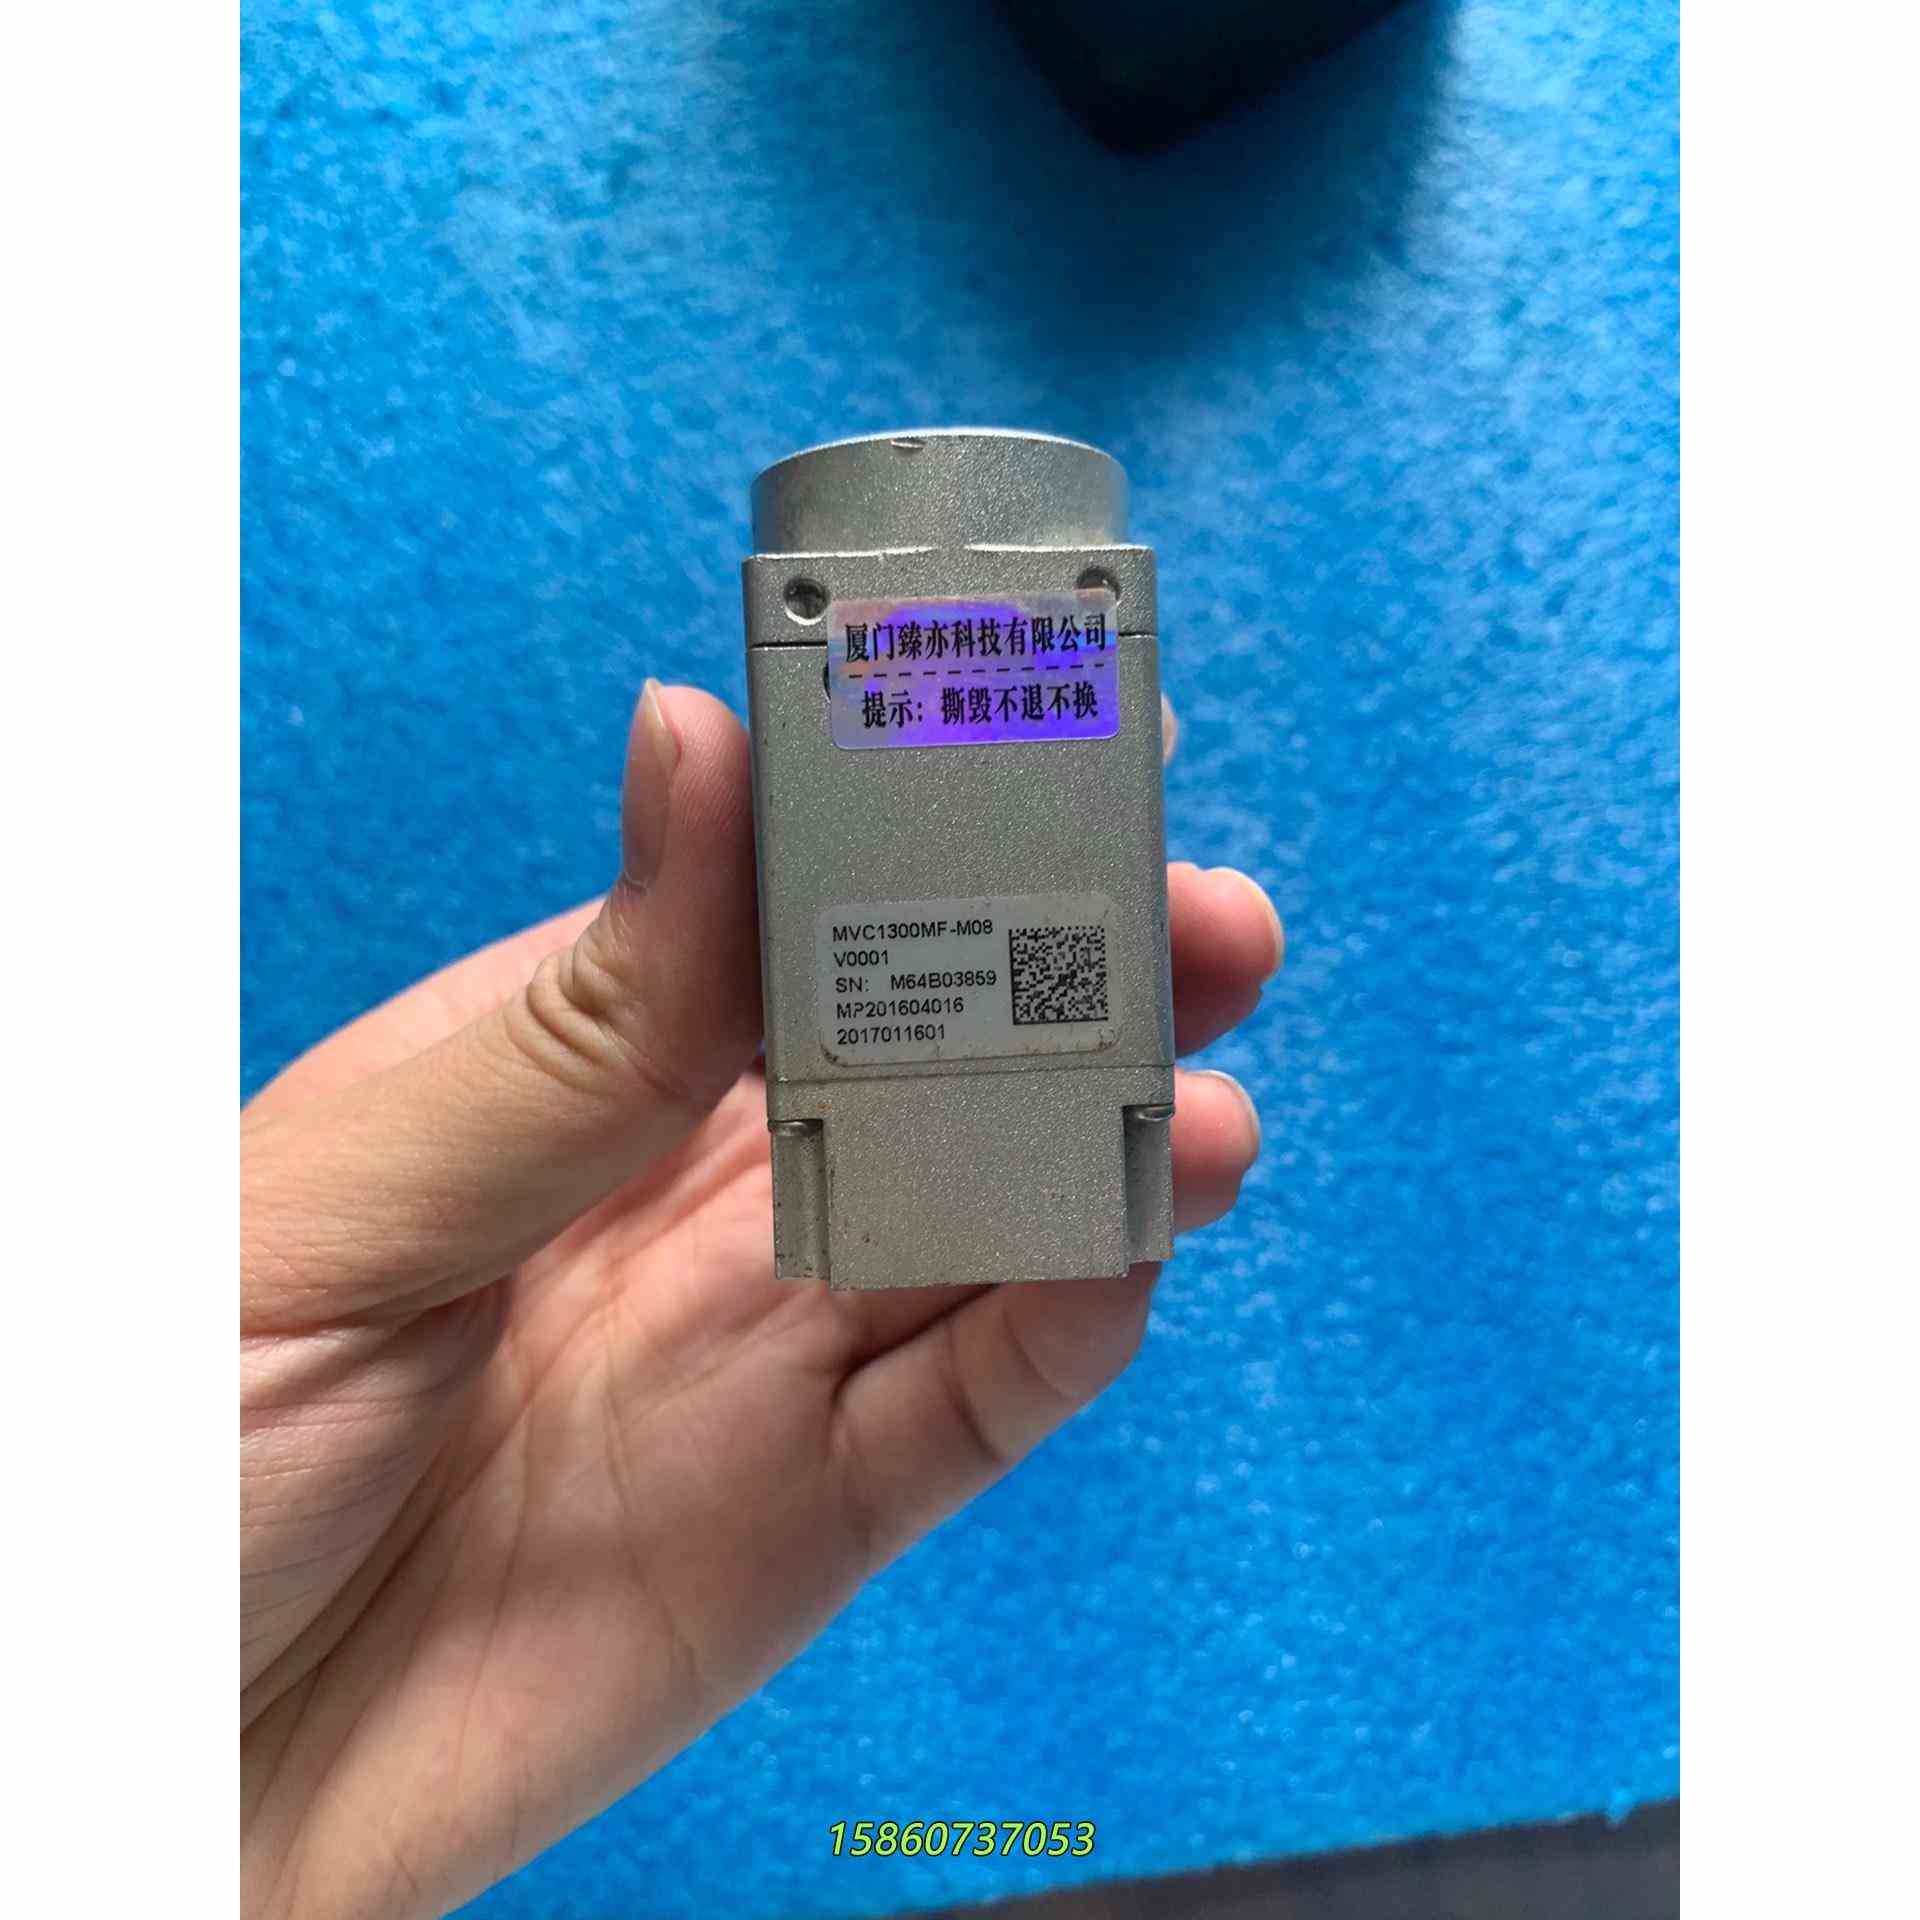 厦门臻亦科技有限公司
提示：撕毁不退不换
MVC1300MF-M08
V0001
SN: M64B03859
MP201604016
2017011601
15860737053